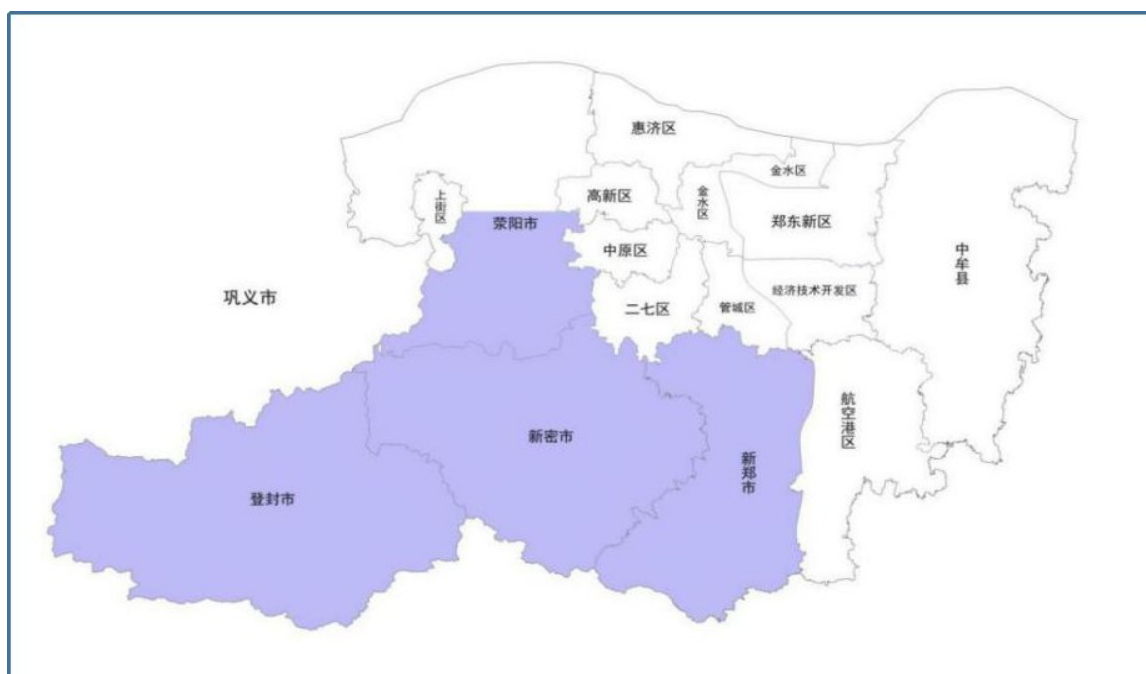 惠济区
金水区
高新区
金水区
上街区
荥阳市
郑东新区
中原区
中牟县
巩义市
二七区
管城区
经济技术开发区
航空港区
新密市
新郑市
登封市